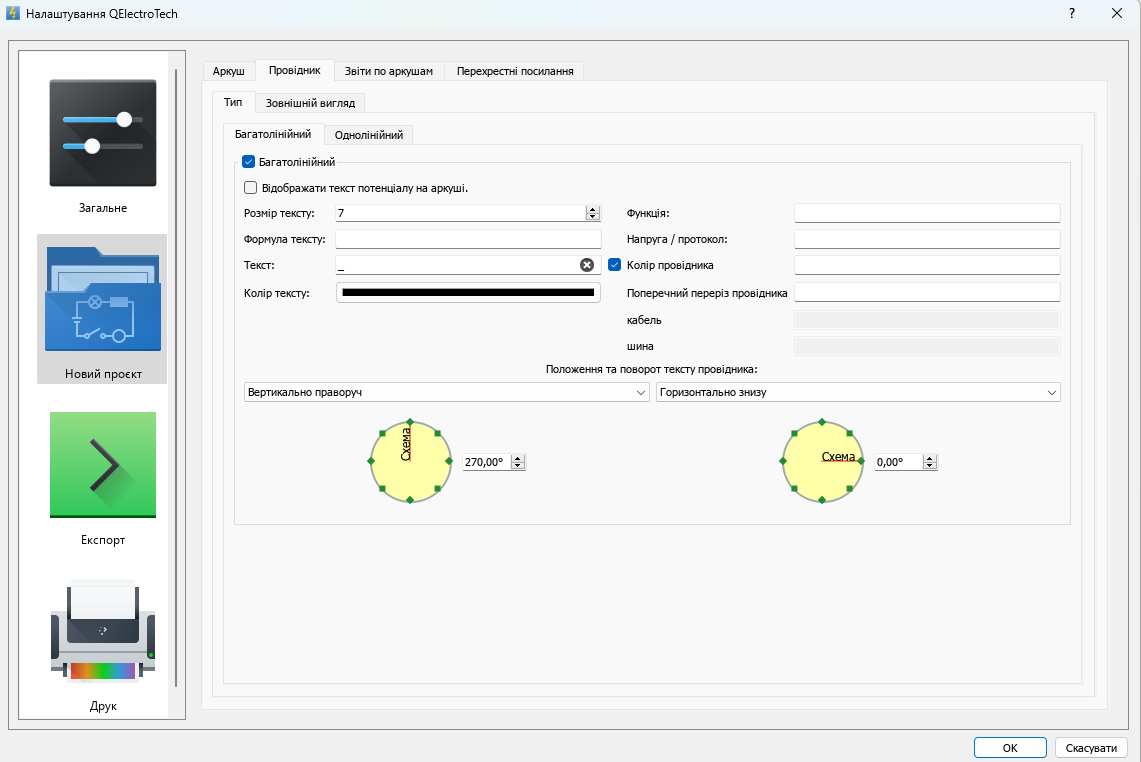 Налаштування QElectroTech
?
Загальне
Новий проєкт
Експорт
Друк
Аркуш Провідник Звіти по аркушам Перехрестні посилання
Тип Зовнішній вигляд
Багатолінійний Однолінійний
Багатолінійний
Відображати текст потенціалу на аркуші.
Розмір тексту: 7 Функція:
Формула тексту: Напруга / протокол:
Текст: _ Колір провідника
Колір тексту: Поперечний переріз провідника
кабель
шина
Положення та поворот тексту провідника:
Вертикально праворуч Горизонтально знизу
Схема 270,00° Схема 0,00°
OK Скасувати